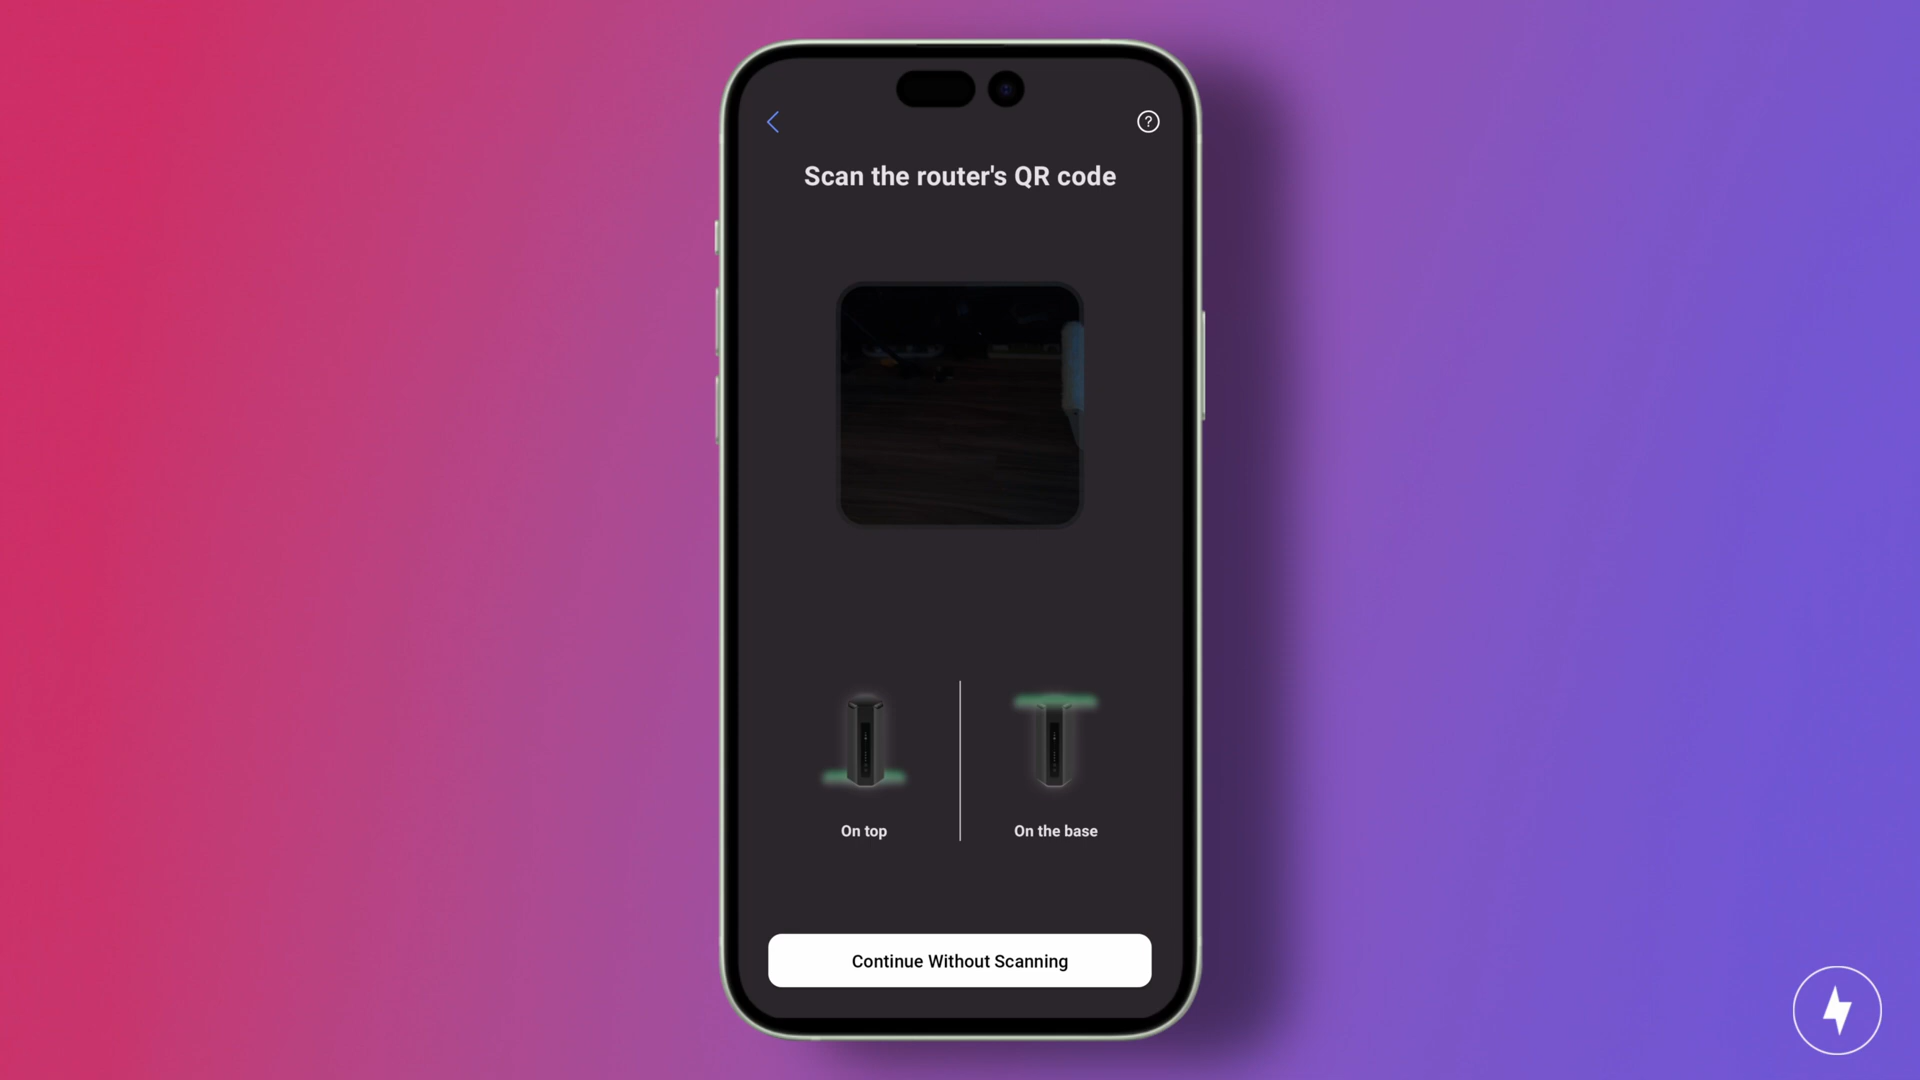 Scan the router's QR code
On top
On the base
Continue Without Scanning